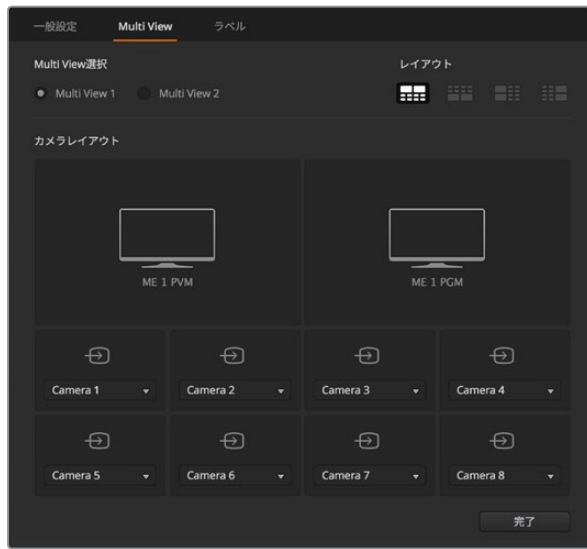 一般設定 Multi View ラベル
Multi View選択 レイアウト
Multi View 1 Multi View 2
カメラレイアウト
ME 1 PVM ME 1 PGM
Camera 1 Camera 2 Camera 3 Camera 4
Camera 5 Camera 6 Camera 7 Camera 8
完了